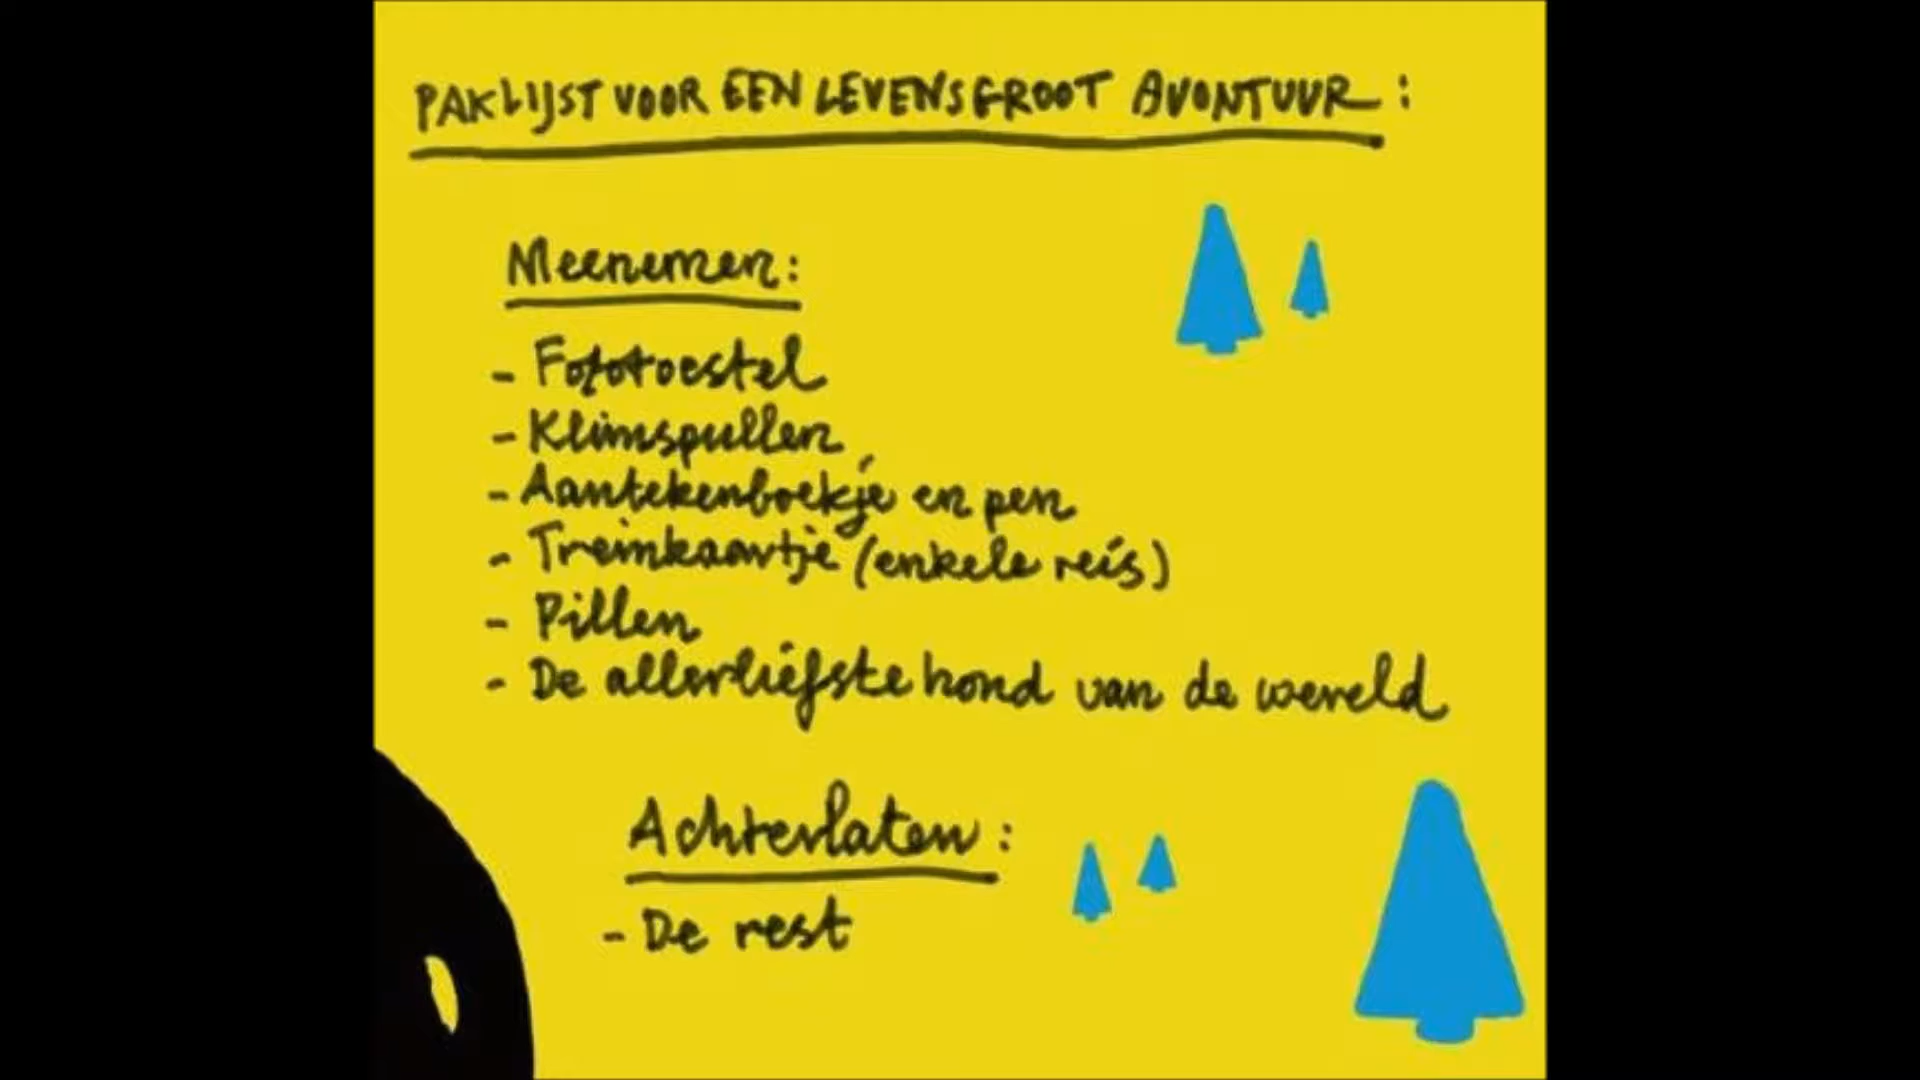 PAKLIJST VOOR EEN LEVENSGROOT AVONTUUR:
Meenemen:
- Fototoestel
- Klimspullen
- Aantekenboekje en pen
- Treinkaartje (enkele reis)
- Pillen
- De allerliefste hond van de wereld
Achterlaten:
- De rest